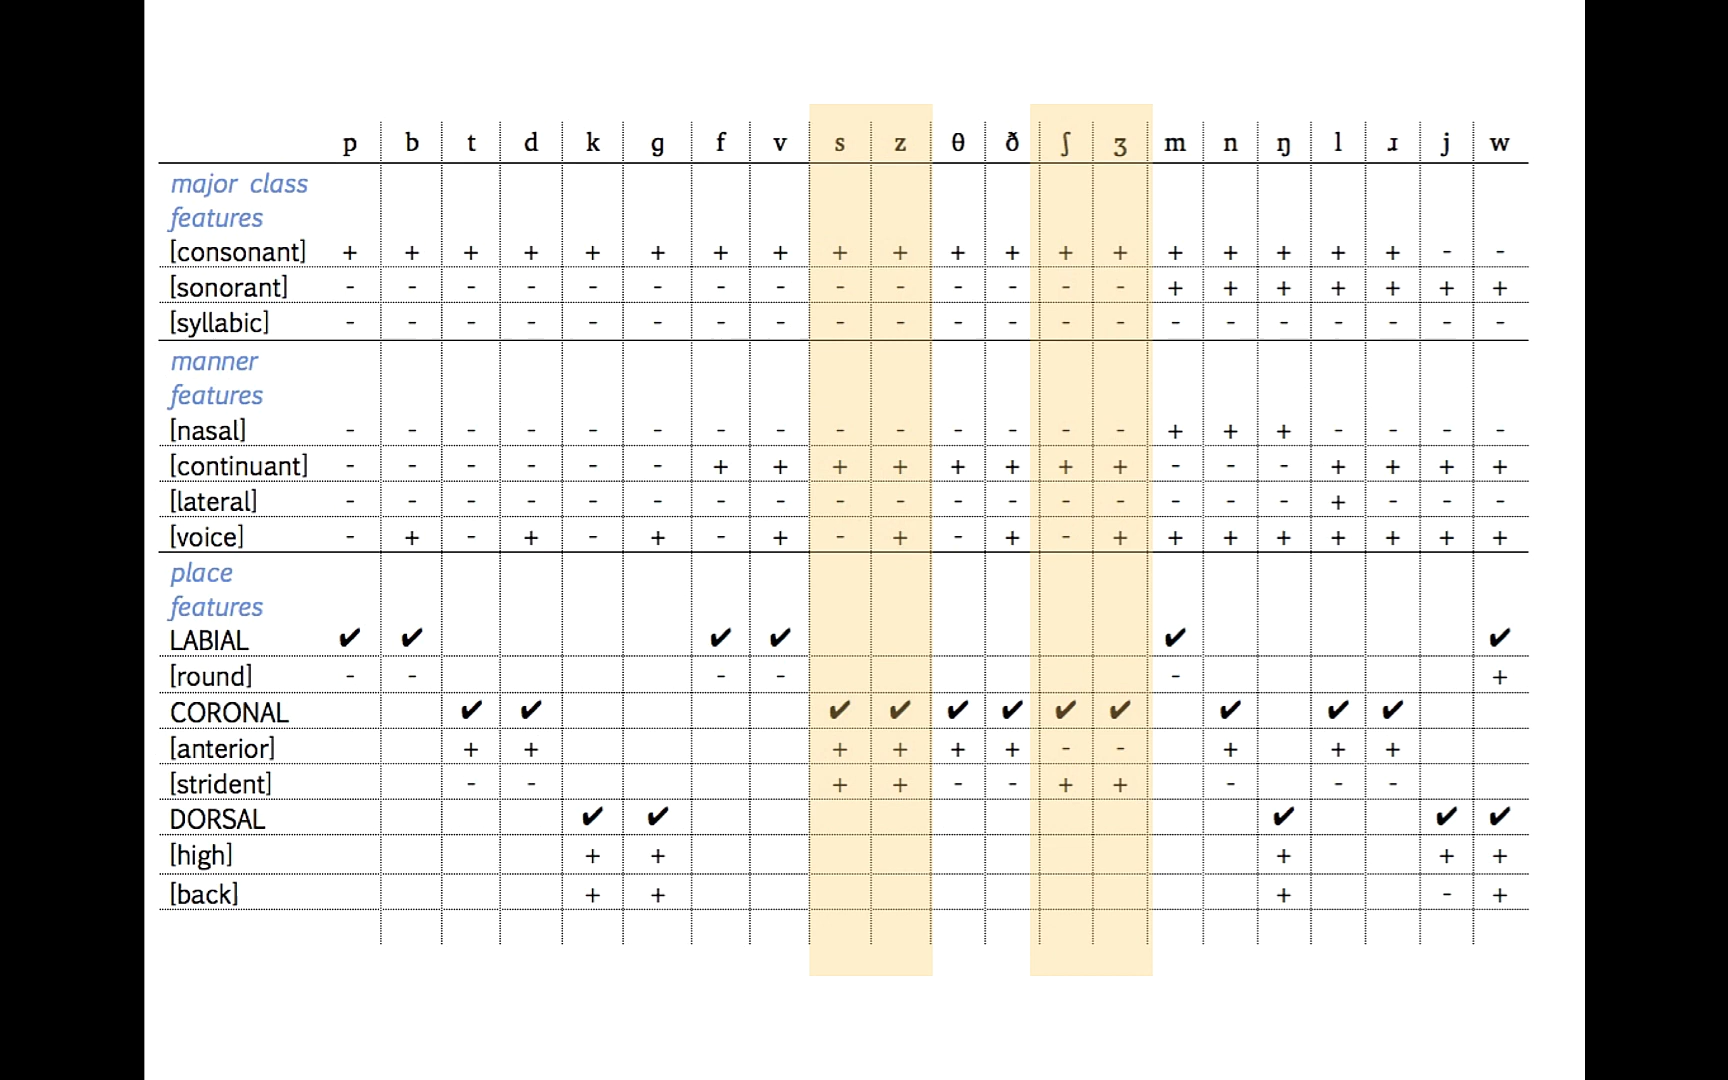 p b t d k ɡ f v s z θ ð ʃ ʒ m n ŋ l ɹ j w
major class
features
[consonant] + + + + + + + + + + + + + + + + + + + - -
[sonorant] - - - - - - - - - - - - - - + + + + + + +
[syllabic] - - - - - - - - - - - - - - - - - - - - -
manner
features
[nasal] - - - - - - - - - - - - - - + + + - - - -
[continuant] - - - - - - + + + + + + + + - - - + + + +
[lateral] - - - - - - - - - - - - - - - - - + - - -
[voice] - + - + - + - + - + - + - + + + + + + + +
place
features
LABIAL ✔ ✔ ✔ ✔ ✔ ✔
[round] - - - - - +
CORONAL ✔ ✔ ✔ ✔ ✔ ✔ ✔ ✔ ✔ ✔ ✔
[anterior] + + + + + + - - + + +
[strident] - - + + - - + + - - -
DORSAL ✔ ✔ ✔ ✔ ✔
[high] + + + + +
[back] + + + - +